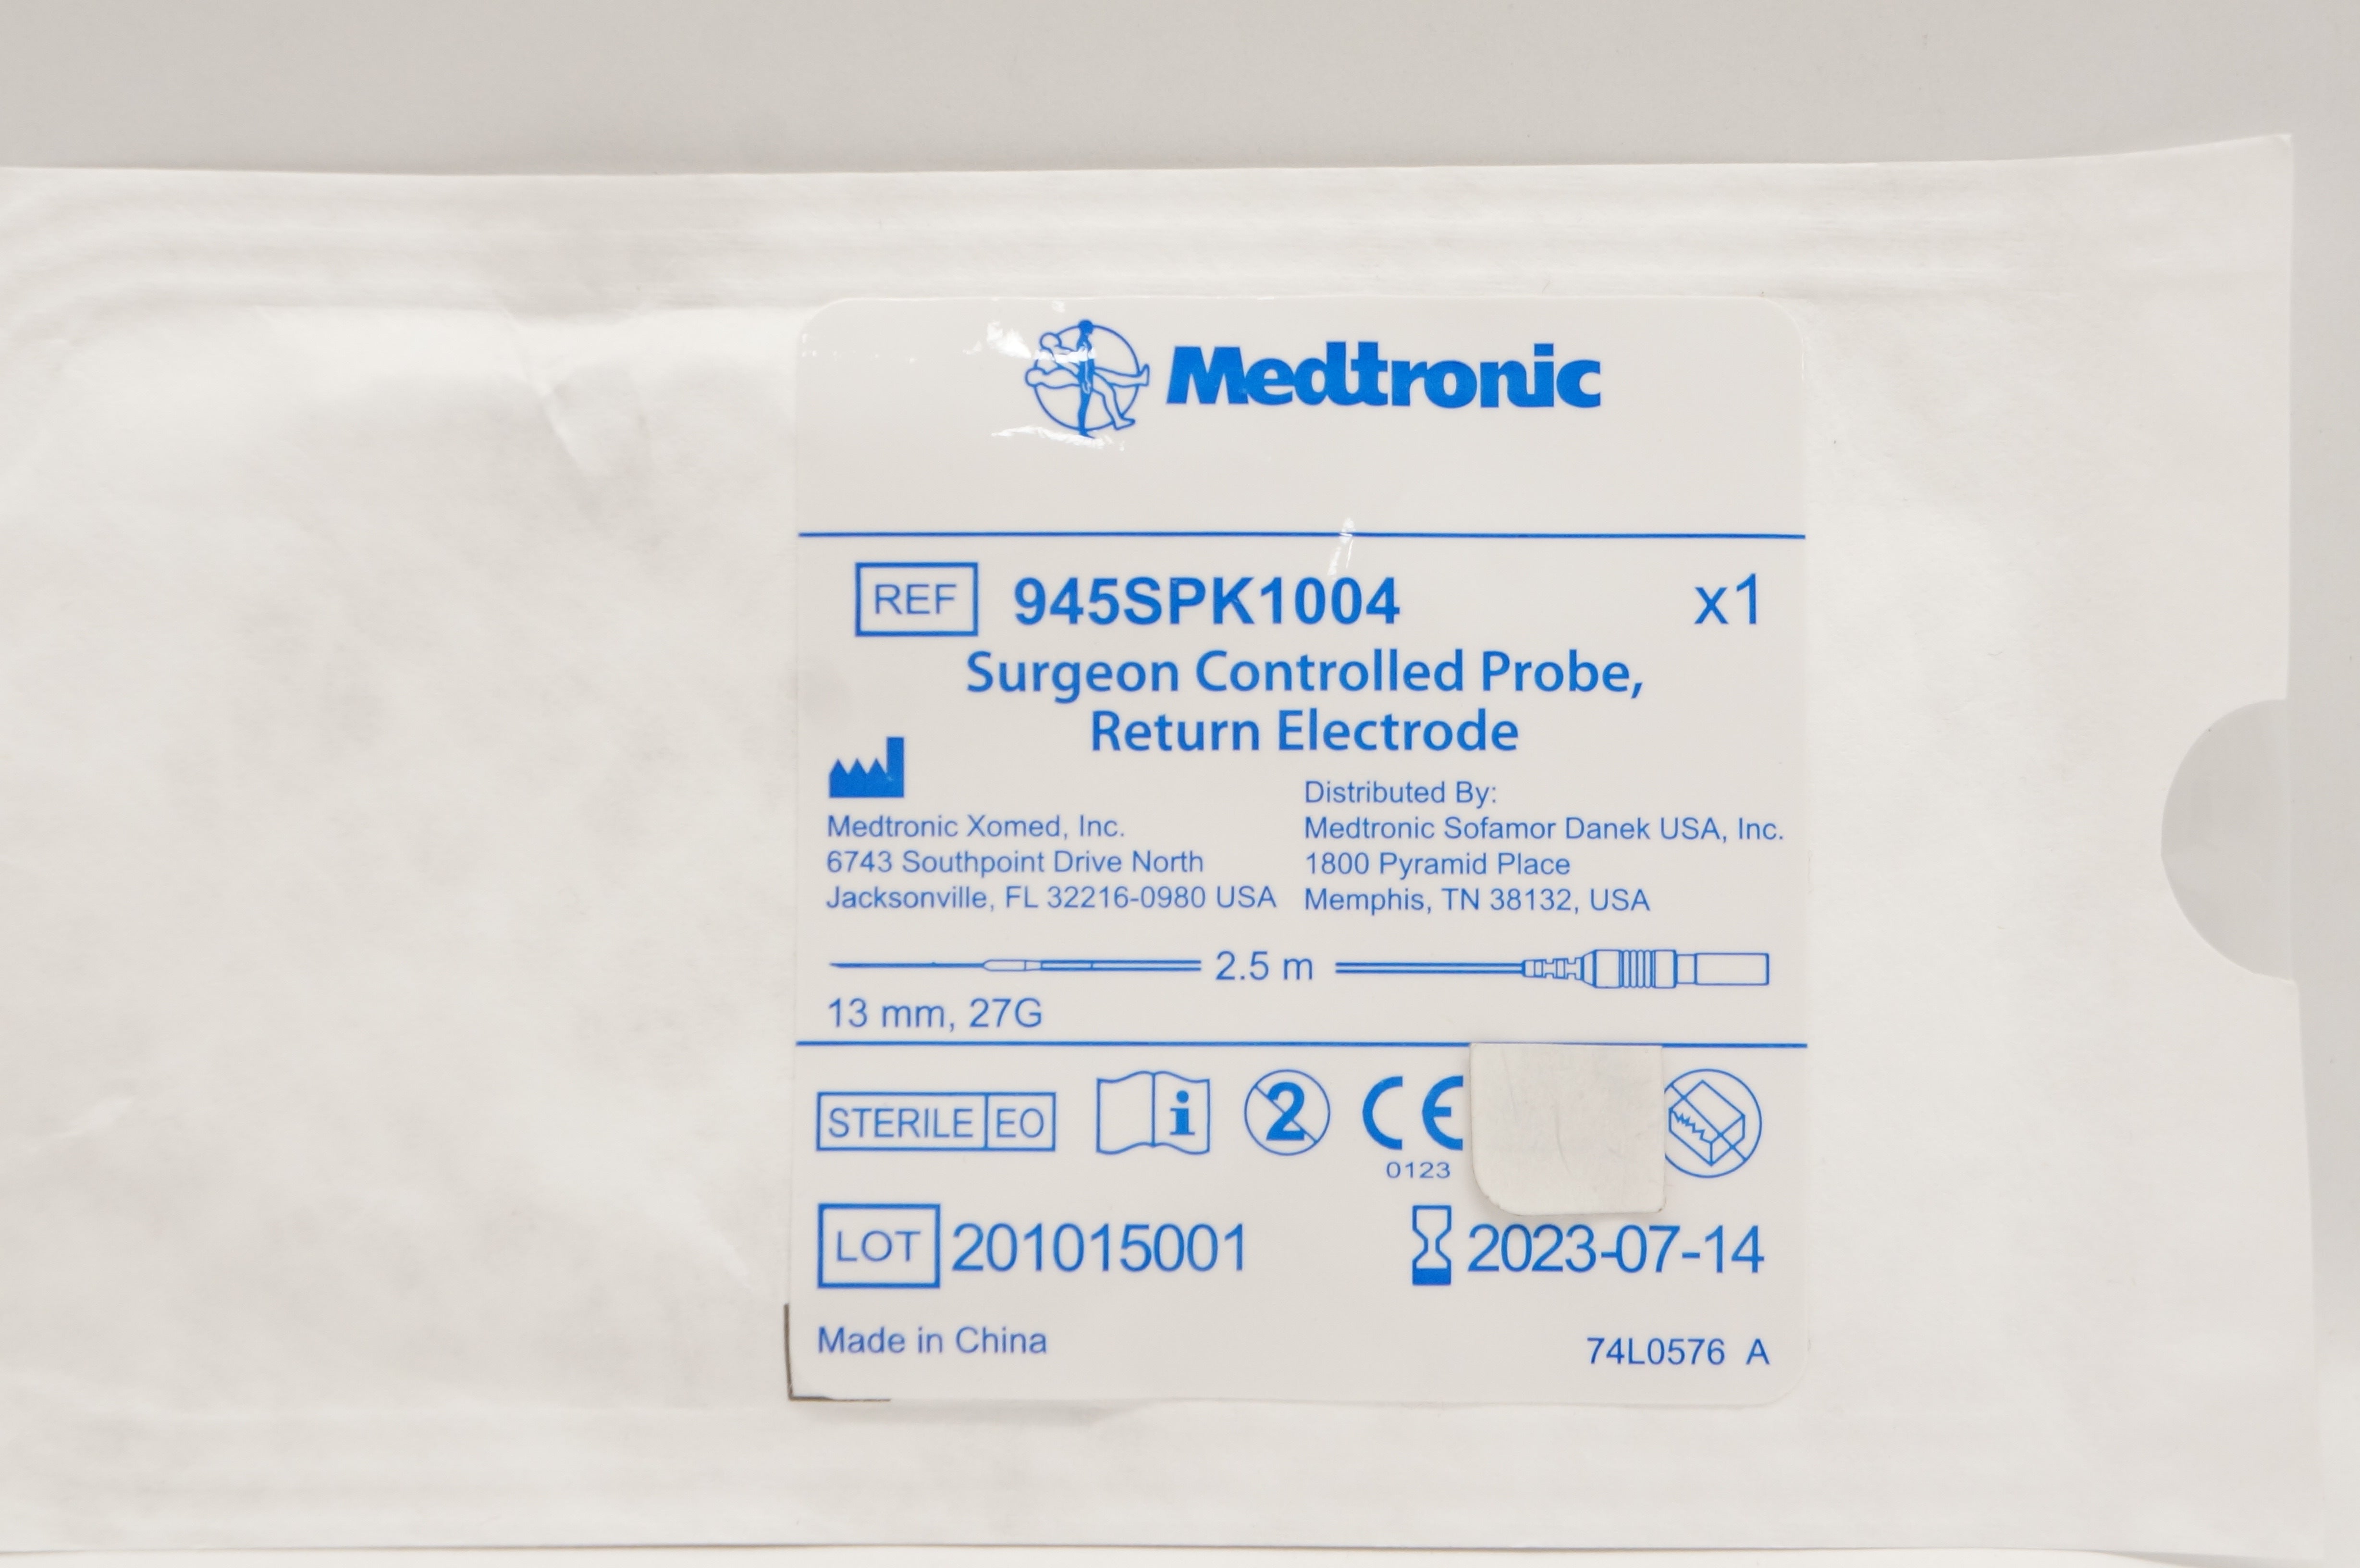 Medtronic
REF 945SPK1004 x1
Surgeon Controlled Probe,
Return Electrode
Medtronic Xomed, Inc.
6743 Southpoint Drive North
Jacksonville, FL 32216-0980 USA
Distributed By:
Medtronic Sofamor Danek USA, Inc.
1800 Pyramid Place
Memphis, TN 38132, USA
2.5 m
13 mm, 27G
STERILE EO i 2 CE
0123
LOT 201015001 2023-07-14
Made in China 74L0576 A